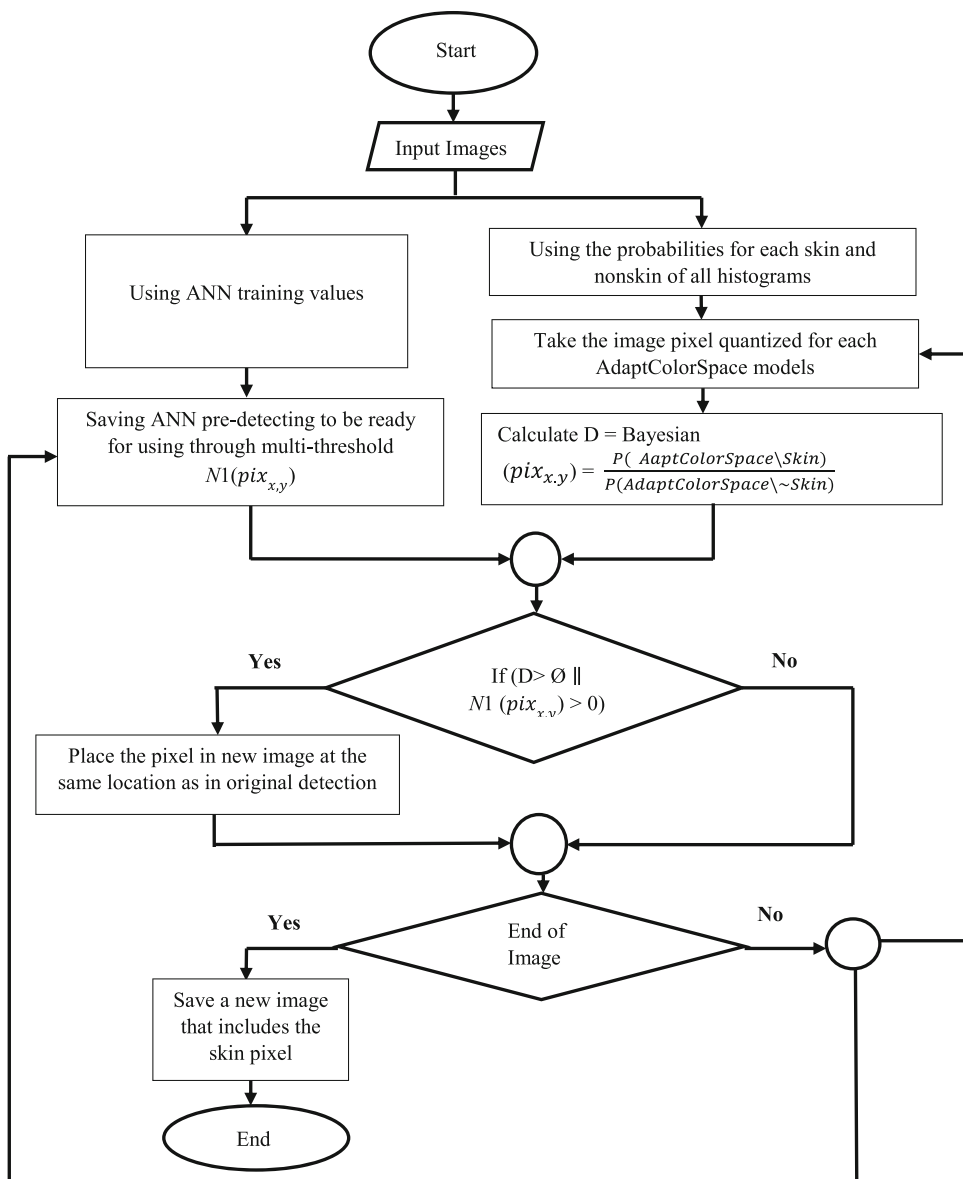 Start
Input Images
Using ANN training values
Using the probabilities for each skin and
nonskin of all histograms
Take the image pixel quantized for each
AdaptColorSpace models
Saving ANN pre-detecting to be ready
for using through multi-threshold
N1(pix_{x,y})
Calculate D = Bayesian
(pix_{x.y}) = P( AaptColorSpace\Skin) / P(AdaptColorSpace\~Skin)
Yes
No
If (D> Ø ||
N1 (pix_{x,y}) > 0)
Place the pixel in new image at the
same location as in original detection
Yes
No
End of
Image
Save a new image
that includes the
skin pixel
End